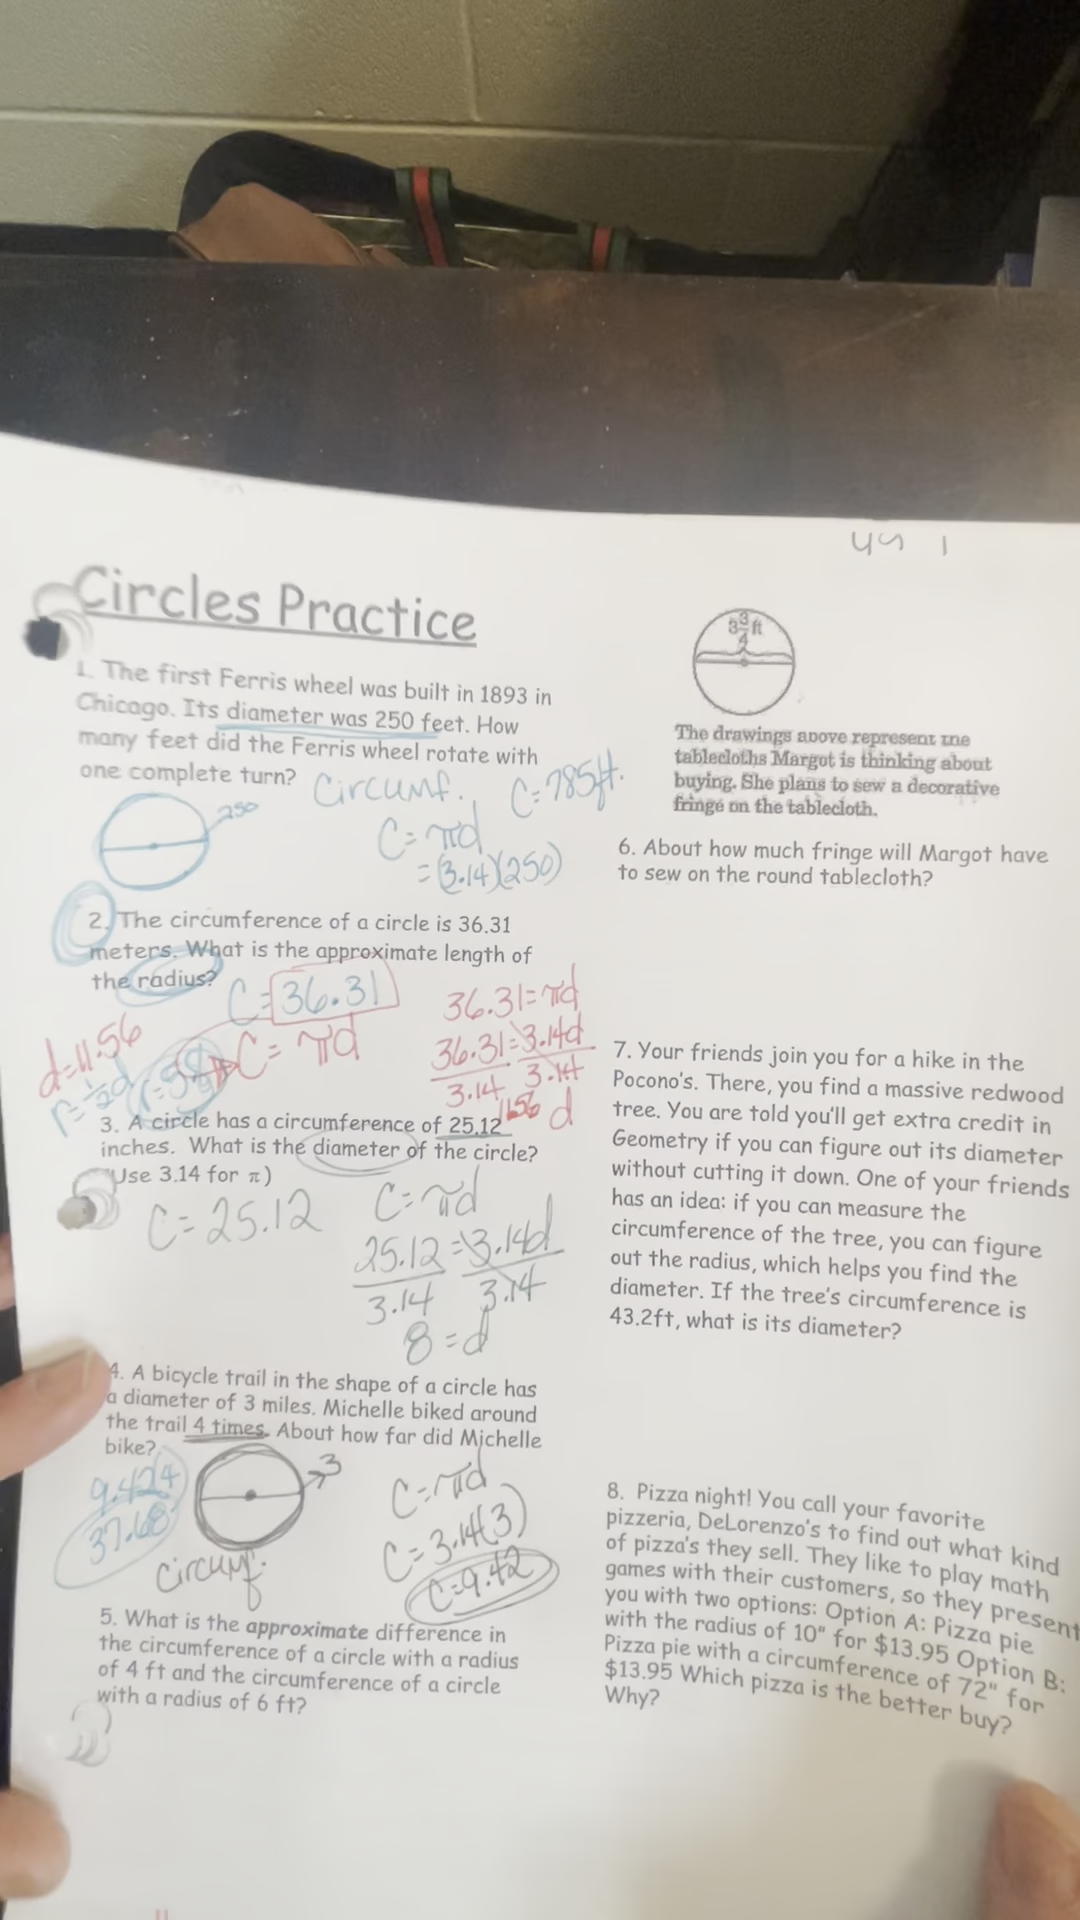 Circles Practice
1. The first Ferris wheel was built in 1893 in
Chicago. Its diameter was 250 feet. How
many feet did the Ferris wheel rotate with
one complete turn?
Circumf.
C=785ft.
250
C=πd
=(3.14)(250)
2. The circumference of a circle is 36.31
meters. What is the approximate length of
the radius?
C=36.31
C=πd
36.31=πd
36.31=3.14d
3.14 3.14
11.56 d
d=11.56
r=½d
3. A circle has a circumference of 25.12
inches. What is the diameter of the circle?
(Use 3.14 for π)
C=25.12
C=πd
25.12=3.14d
3.14 3.14
8=d
4. A bicycle trail in the shape of a circle has
a diameter of 3 miles. Michelle biked around
the trail 4 times. About how far did Michelle
bike?
9.42•4
37.68
3
circumf.
C=πd
C=3.14(3)
C=9.42
5. What is the approximate difference in
the circumference of a circle with a radius
of 4 ft and the circumference of a circle
with a radius of 6 ft?
3 3/4 ft
The drawings above represent the
tablecloths Margot is thinking about
buying. She plans to sew a decorative
fringe on the tablecloth.
6. About how much fringe will Margot have
to sew on the round tablecloth?
7. Your friends join you for a hike in the
Pocono's. There, you find a massive redwood
tree. You are told you'll get extra credit in
Geometry if you can figure out its diameter
without cutting it down. One of your friends
has an idea: if you can measure the
circumference of the tree, you can figure
out the radius, which helps you find the
diameter. If the tree's circumference is
43.2ft, what is its diameter?
8. Pizza night! You call your favorite
pizzeria, DeLorenzo's to find out what kind
of pizza's they sell. They like to play math
games with their customers, so they present
you with two options: Option A: Pizza pie
with the radius of 10" for $13.95 Option B:
Pizza pie with a circumference of 72" for
$13.95 Which pizza is the better buy?
Why?